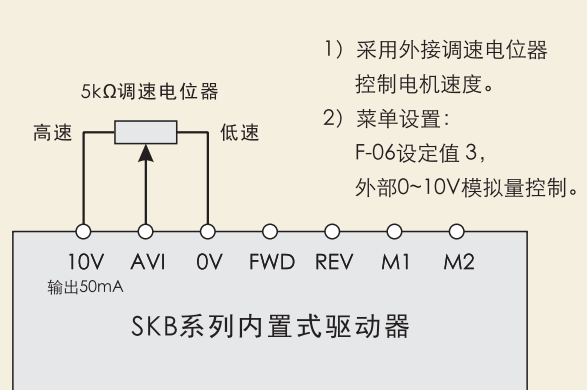 1）采用外接调速电位器
控制电机速度。
2）菜单设置：
F-06设定值 3，
外部0~10V模拟量控制。
5kΩ调速电位器
高速
低速
10V AVI 0V FWD REV M1 M2
输出50mA
SKB系列内置式驱动器